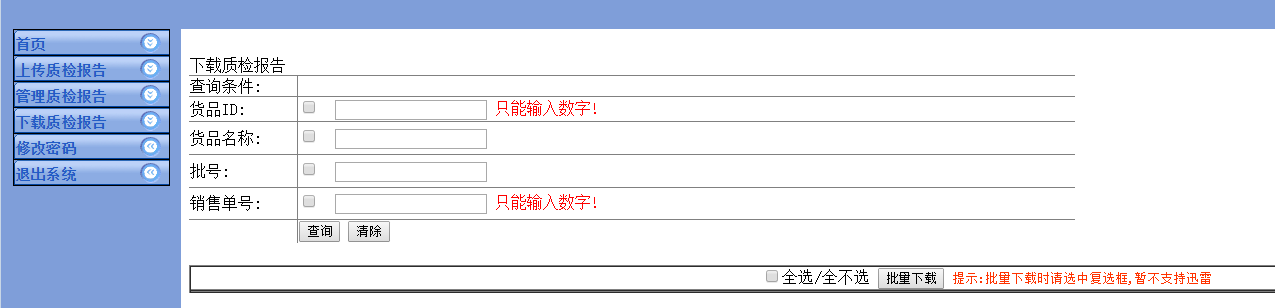 首页
上传质检报告
管理质检报告
下载质检报告
修改密码
退出系统
下载质检报告
查询条件:
货品ID: 只能输入数字!
货品名称:
批号:
销售单号: 只能输入数字!
查询 清除
全选/全不选 批量下载 提示:批量下载时请选中复选框,暂不支持迅雷